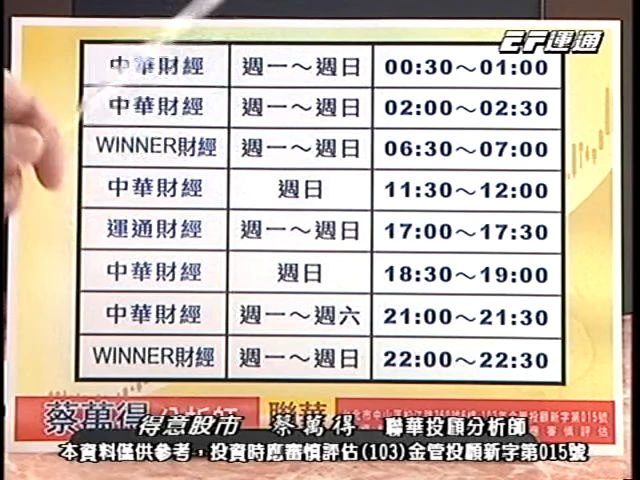 EF運通
中華財經 週一～週日 00:30～01:00
中華財經 週一～週日 02:00～02:30
WINNER財經 週一～週日 06:30～07:00
中華財經 週日 11:30～12:00
運通財經 週一～週日 17:00～17:30
中華財經 週日 18:30～19:00
中華財經 週一～週六 21:00～21:30
WINNER財經 週一～週日 22:00～22:30
蔡萬得 分析師 聯華
得意股市 蔡萬得 聯華投顧分析師
本資料僅供參考，投資時應審慎評估(103)金管投顧新字第015號